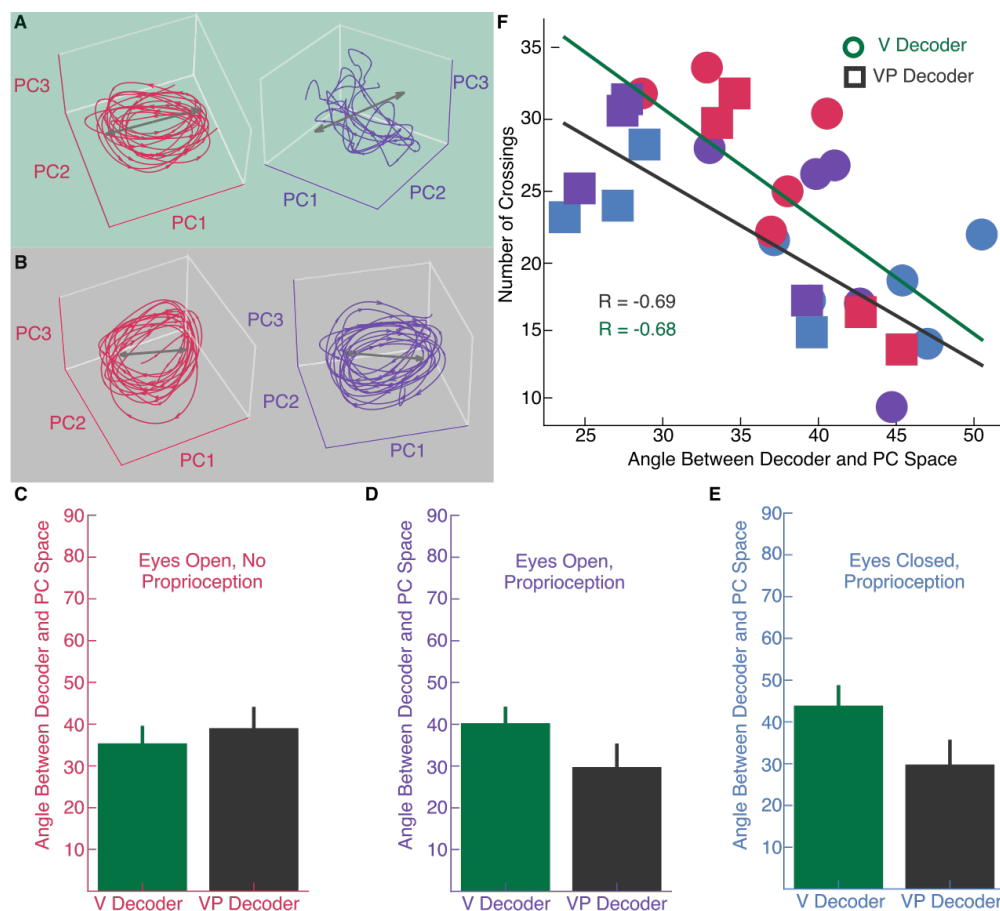 A
PC3
PC2
PC1
PC3
PC1
PC2
B
PC3
PC2
PC1
PC3
PC2
PC1
F
Number of Crossings
35
30
25
20
15
10
V Decoder
VP Decoder
R = -0.69
R = -0.68
25 30 35 40 45 50
Angle Between Decoder and PC Space
C
Angle Between Decoder and PC Space
90
80
70
60
50
40
30
20
10
Eyes Open, No
Proprioception
V Decoder VP Decoder
D
Angle Between Decoder and PC Space
90
80
70
60
50
40
30
20
10
Eyes Open,
Proprioception
V Decoder VP Decoder
E
Angle Between Decoder and PC Space
90
80
70
60
50
40
30
20
10
Eyes Closed,
Proprioception
V Decoder VP Decoder